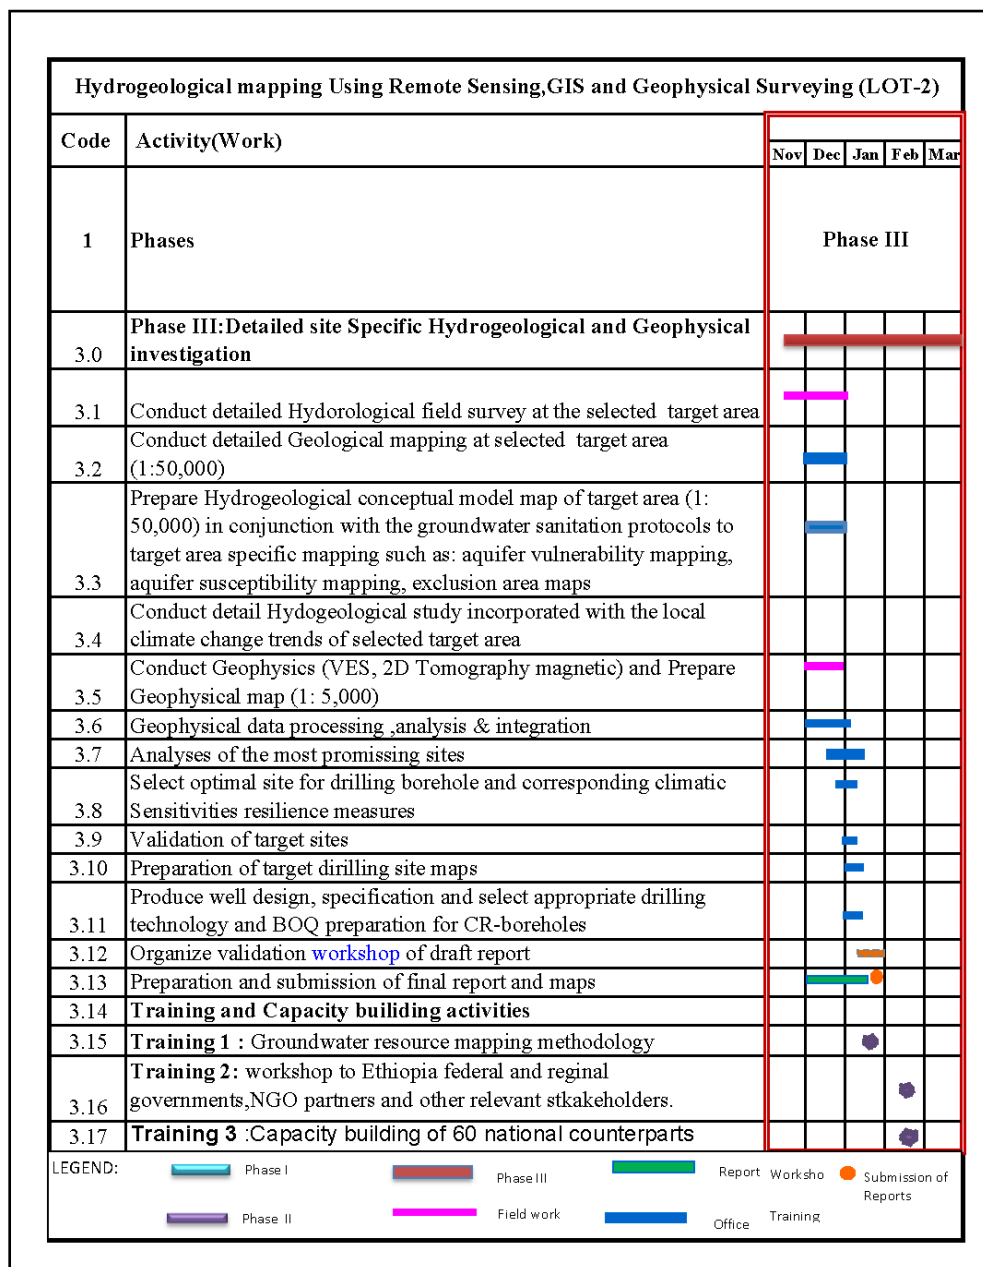 Hydrogeological mapping Using Remote Sensing,GIS and Geophysical Surveying (LOT-2)
Code
Activity(Work)
Nov Dec Jan Feb Mar
1
Phases
Phase III
3.0
Phase III:Detailed site Specific Hydrogeological and Geophysical
investigation
3.1
Conduct detailed Hydorological field survey at the selected target area
3.2
Conduct detailed Geological mapping at selected target area
(1:50,000)
3.3
Prepare Hydrogeological conceptual model map of target area (1:
50,000) in conjunction with the groundwater sanitation protocols to
target area specific mapping such as: aquifer vulnerability mapping,
aquifer susceptibility mapping, exclusion area maps
3.4
Conduct detail Hydogeological study incorporated with the local
climate change trends of selected target area
3.5
Conduct Geophysics (VES, 2D Tomography magnetic) and Prepare
Geophysical map (1: 5,000)
3.6
Geophysical data processing ,analysis & integration
3.7
Analyses of the most promissing sites
3.8
Select optimal site for drilling borehole and corresponding climatic
Sensitivities resilience measures
3.9
Validation of target sites
3.10
Preparation of target dirilling site maps
3.11
Produce well design, specification and select appropriate drilling
technology and BOQ preparation for CR-boreholes
3.12
Organize validation workshop of draft report
3.13
Preparation and submission of final report and maps
3.14
Training and Capacity builiding activities
3.15
Training 1 : Groundwater resource mapping methodology
3.16
Training 2: workshop to Ethiopia federal and reginal
governments,NGO partners and other relevant stkakeholders.
3.17
Training 3 :Capacity building of 60 national counterparts
LEGEND:
Phase I
Phase III
Report
Worksho
Submission of
Reports
Phase II
Field work
Office
Training